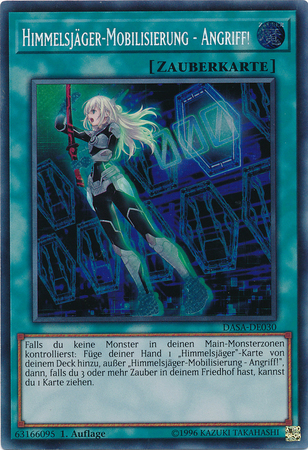 Himmelsjäger-Mobilisierung - Angriff!
[Zauberkarte]
DASA-DE030
Falls du keine Monster in deinen Main-Monsterzonen
kontrollierst: Füge deiner Hand 1 „Himmelsjäger“-Karte von
deinem Deck hinzu, außer „Himmelsjäger-Mobilisierung - Angriff!“,
dann, falls du 3 oder mehr Zauber in deinem Friedhof hast, kannst
du 1 Karte ziehen.
63166095 1. Auflage ©1996 KAZUKI TAKAHASHI